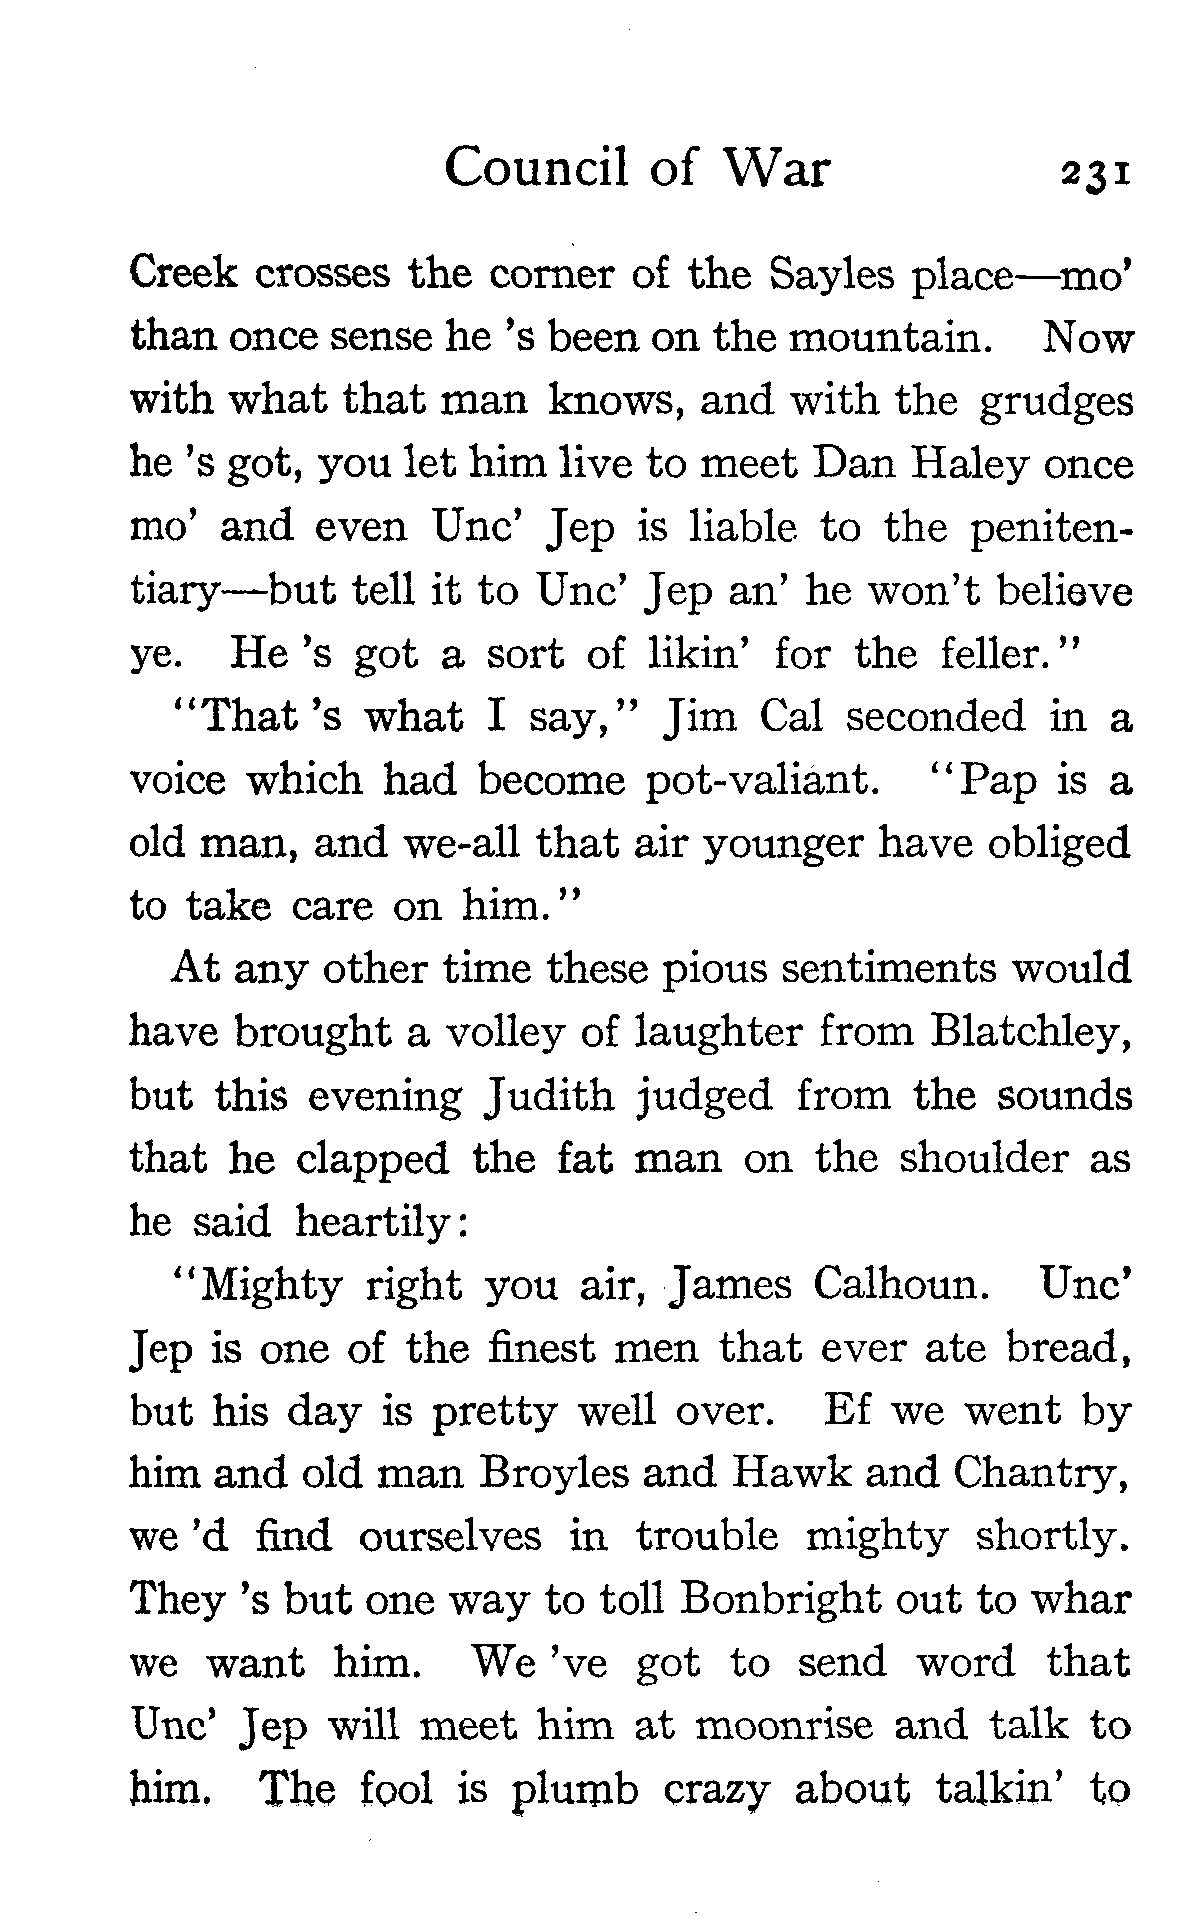 Council of War 231
Creek crosses the corner of the Sayles place—mo'
than once sense he 's been on the mountain. Now
with what that man knows, and with the grudges
he 's got, you let him live to meet Dan Haley once
mo' and even Unc' Jep is liable to the peniten-
tiary—but tell it to Unc' Jep an' he won't believe
ye. He 's got a sort of likin' for the feller."
"That 's what I say," Jim Cal seconded in a
voice which had become pot-valiant. "Pap is a
old man, and we-all that air younger have obliged
to take care on him."
At any other time these pious sentiments would
have brought a volley of laughter from Blatchley,
but this evening Judith judged from the sounds
that he clapped the fat man on the shoulder as
he said heartily:
"Mighty right you air, James Calhoun. Unc'
Jep is one of the finest men that ever ate bread,
but his day is pretty well over. Ef we went by
him and old man Broyles and Hawk and Chantry,
we 'd find ourselves in trouble mighty shortly.
They 's but one way to toll Bonbright out to whar
we want him. We 've got to send word that
Unc' Jep will meet him at moonrise and talk to
him. The fool is plumb crazy about talkin' to